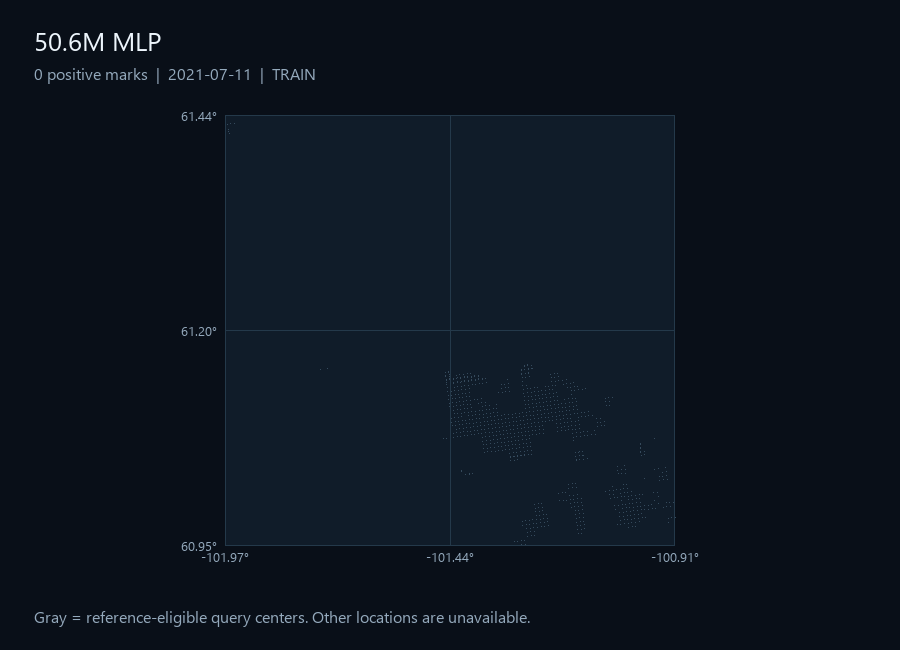 50.6M MLP
0 positive marks | 2021-07-11 | TRAIN
61.44°
61.20°
60.95°
-101.97°
-101.44°
-100.91°
Gray = reference-eligible query centers. Other locations are unavailable.